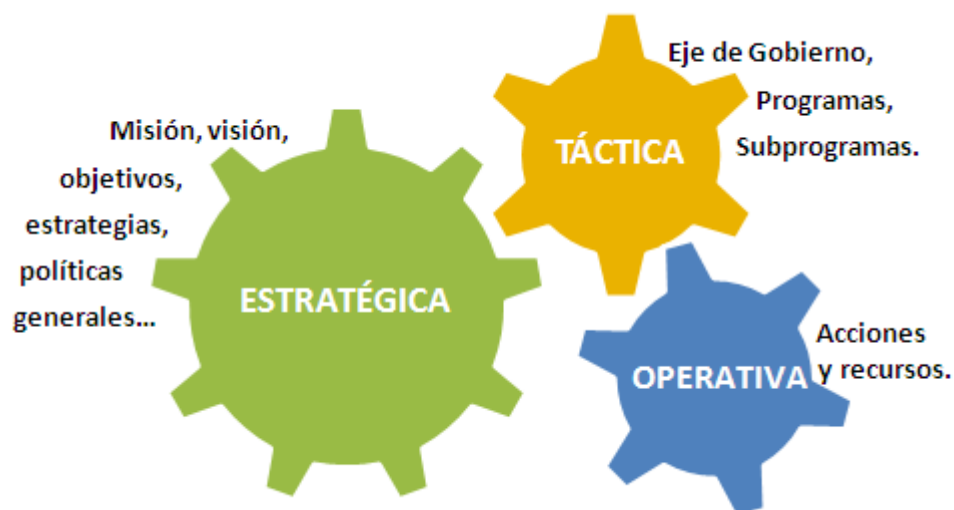 Misión, visión,
objetivos,
estrategias,
políticas
generales...
ESTRATÉGICA
Eje de Gobierno,
Programas,
Subprogramas.
TÁCTICA
Acciones
y recursos.
OPERATIVA